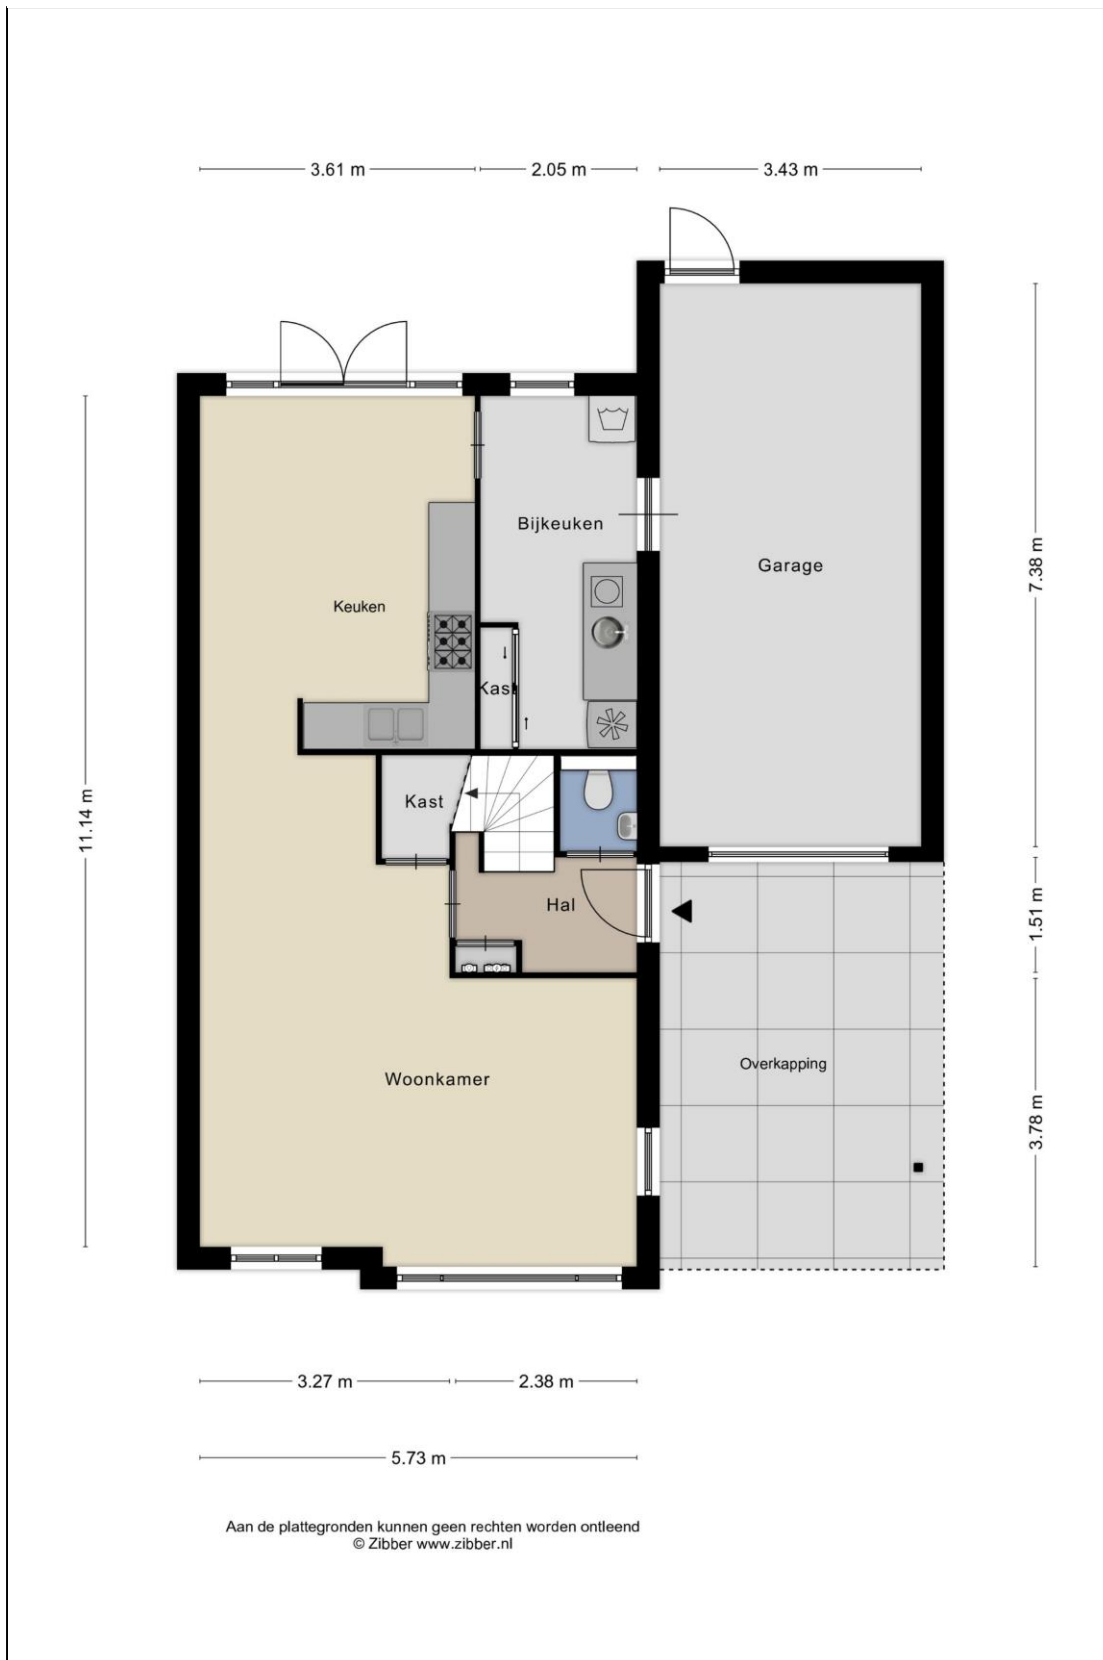 3.61 m
2.05 m
3.43 m
Bijkeuken
Garage
7.38 m
Keuken
Kast
11.14 m
Kast
Hal
1.51 m
Overkapping
Woonkamer
3.78 m
3.27 m
2.38 m
5.73 m
Aan de plattegronden kunnen geen rechten worden ontleend
© Zibber www.zibber.nl